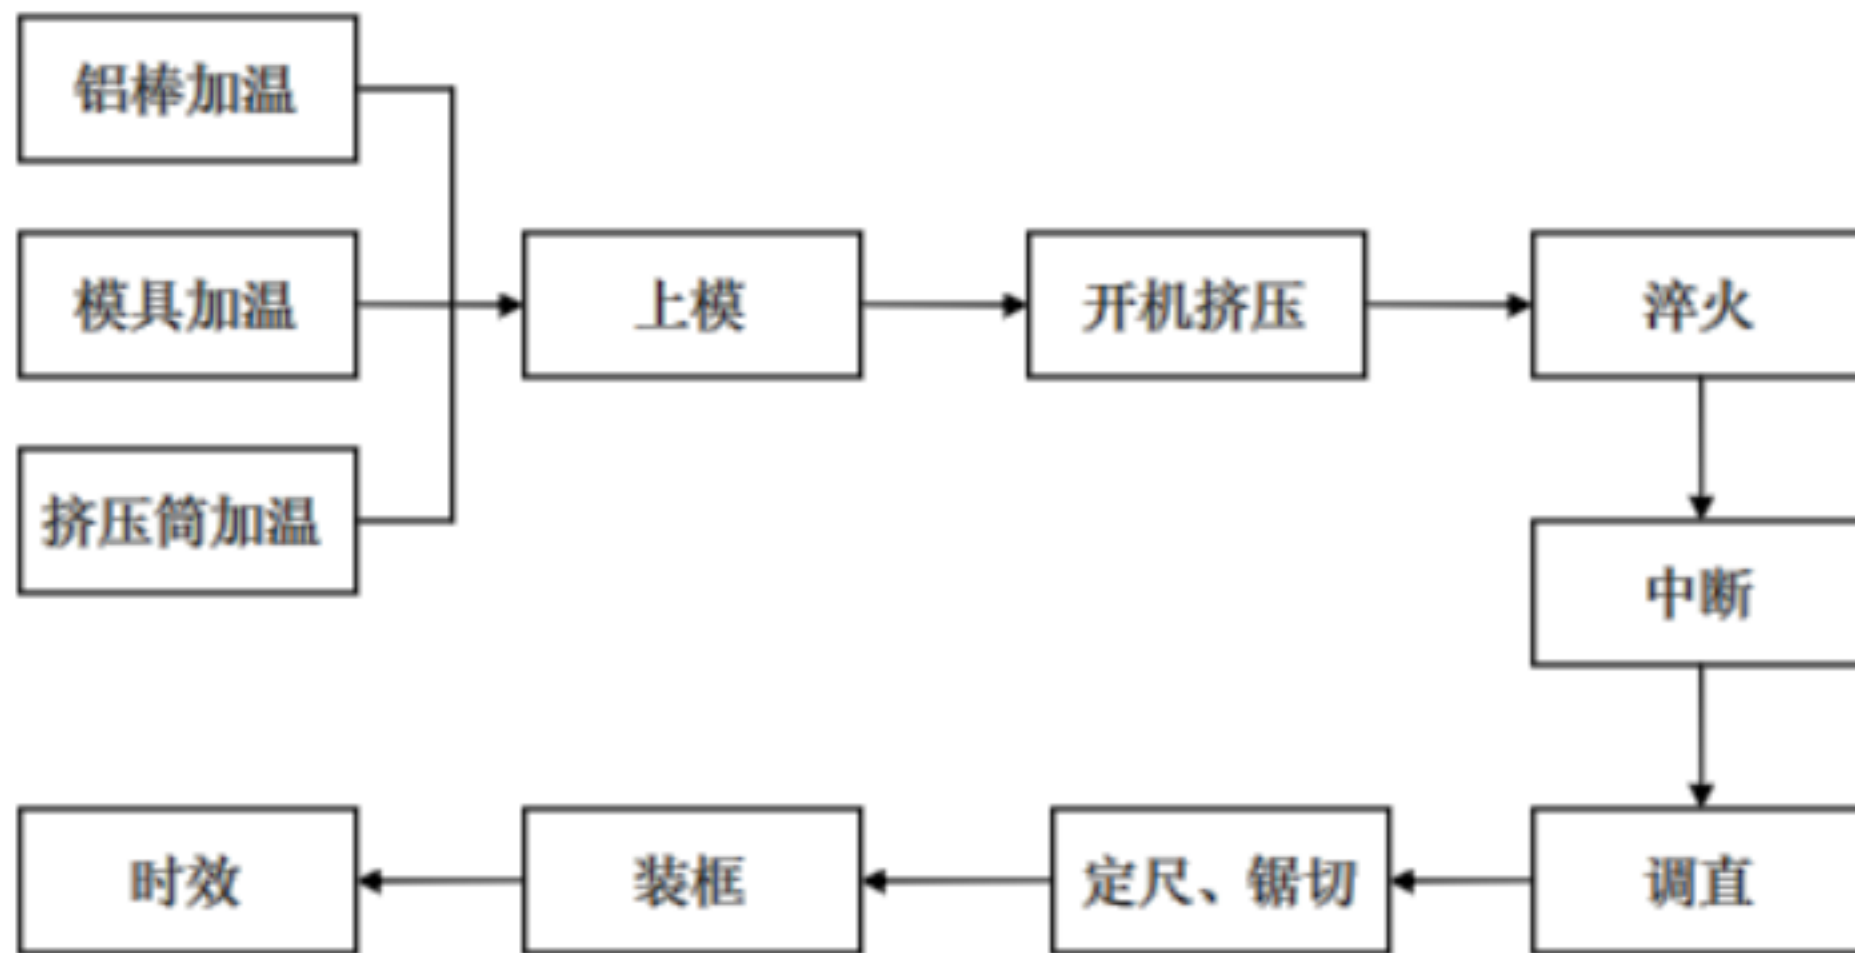 铝棒加温
模具加温
挤压筒加温
上模
开机挤压
淬火
中断
调直
定尺、锯切
装框
时效